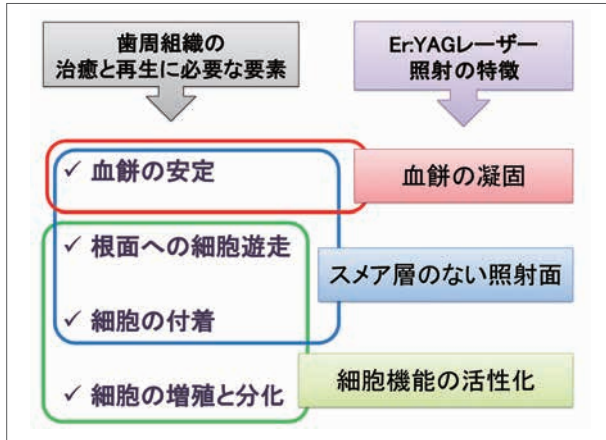 歯周組織の
治癒と再生に必要な要素
Er:YAGレーザー
照射の特徴
✓ 血餅の安定
血餅の凝固
✓ 根面への細胞遊走
スメア層のない照射面
✓ 細胞の付着
✓ 細胞の増殖と分化
細胞機能の活性化